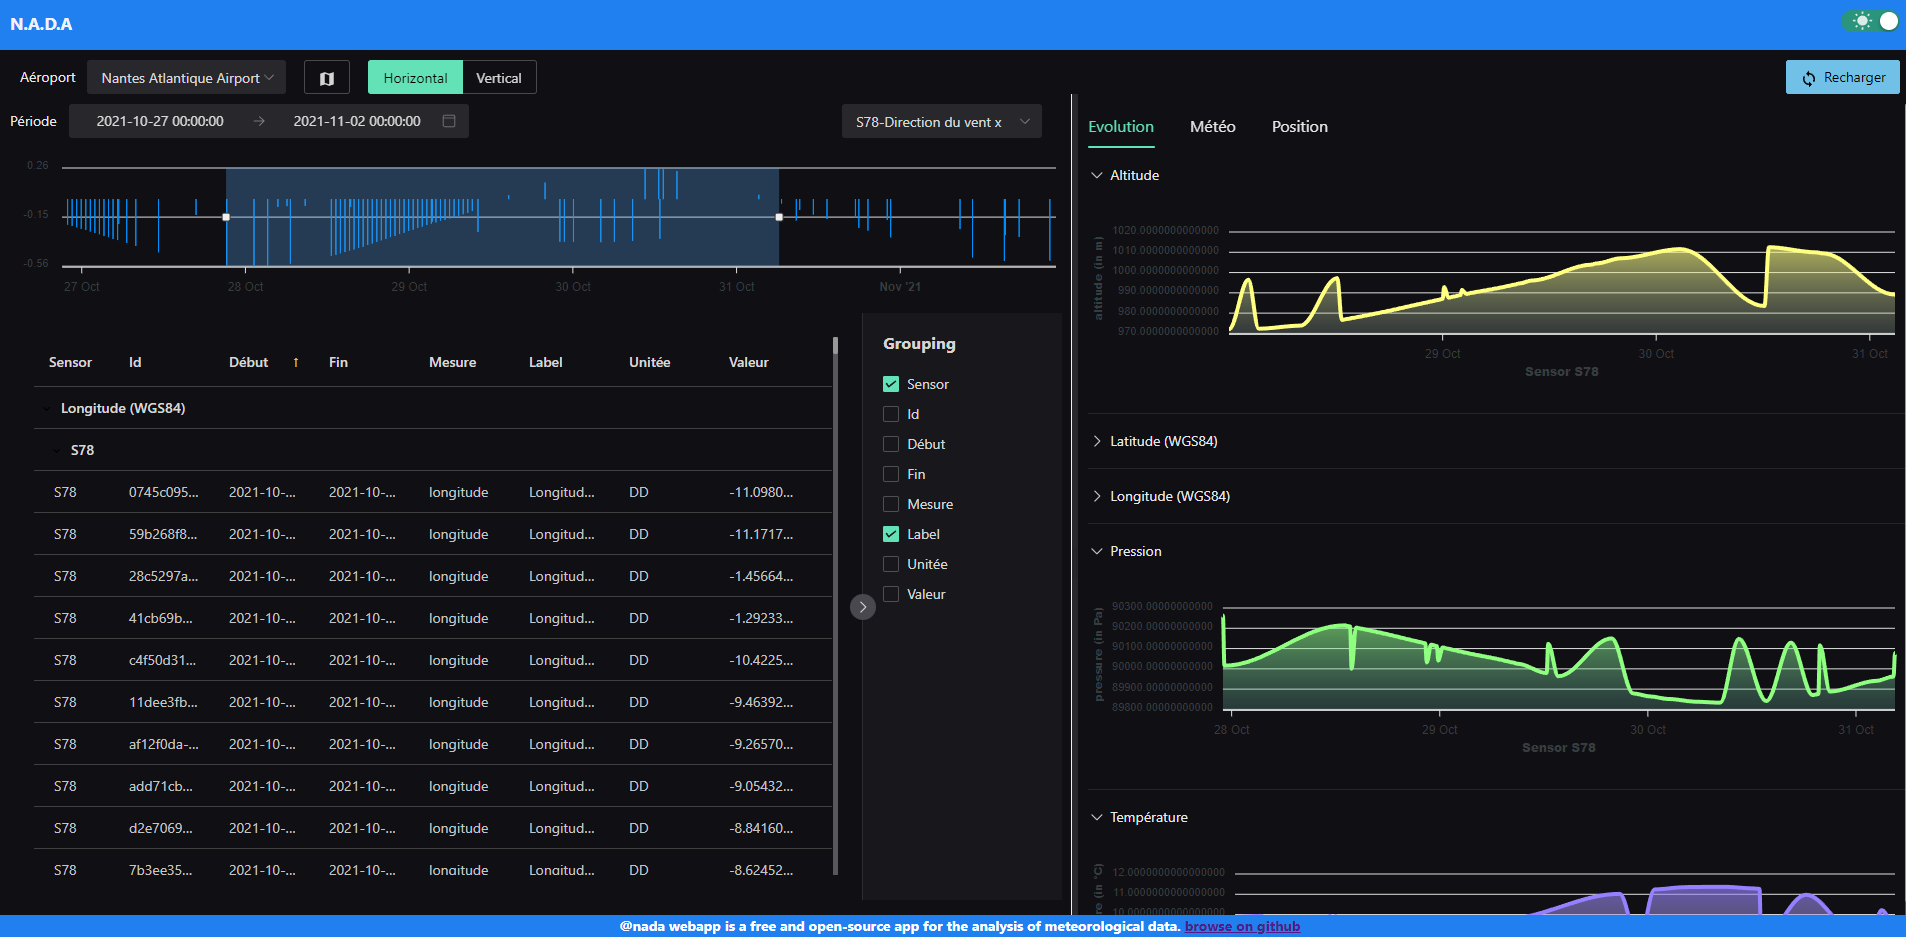 N.A.D.A
Aéroport
Nantes Atlantique Airport
Horizontal
Vertical
Recharger
Période
2021-10-27 00:00:00
2021-11-02 00:00:00
S78-Direction du vent x
0.26
-0.15
-0.56
27 Oct
28 Oct
29 Oct
30 Oct
31 Oct
Nov '21
Sensor Id Début ↑ Fin Mesure Label Unitée Valeur
Longitude (WGS84)
S78
S78 0745c095... 2021-10-... 2021-10-... longitude Longitud... DD -11.0980...
S78 59b268f8... 2021-10-... 2021-10-... longitude Longitud... DD -11.1717...
S78 28c5297a... 2021-10-... 2021-10-... longitude Longitud... DD -1.45664...
S78 41cb69b... 2021-10-... 2021-10-... longitude Longitud... DD -1.29233...
S78 c4f50d31... 2021-10-... 2021-10-... longitude Longitud... DD -10.4225...
S78 11dee3fb... 2021-10-... 2021-10-... longitude Longitud... DD -9.46392...
S78 af12f0da-... 2021-10-... 2021-10-... longitude Longitud... DD -9.26570...
S78 add71cb... 2021-10-... 2021-10-... longitude Longitud... DD -9.05432...
S78 d2e7069... 2021-10-... 2021-10-... longitude Longitud... DD -8.84160...
S78 7b3ee35... 2021-10-... 2021-10-... longitude Longitud... DD -8.62452...
Grouping
Sensor
Id
Début
Fin
Mesure
Label
Unitée
Valeur
Evolution
Météo
Position
Altitude
altitude (in m)
1020.0000000000000
1010.0000000000000
1000.0000000000000
990.0000000000000
980.0000000000000
970.0000000000000
29 Oct
30 Oct
31 Oct
Sensor S78
Latitude (WGS84)
Longitude (WGS84)
Pression
pressure (in Pa)
90300.00000000000
90200.00000000000
90100.00000000000
90000.00000000000
89900.00000000000
89800.00000000000
28 Oct
29 Oct
30 Oct
31 Oct
Sensor S78
Température
re (in °C)
12.0000000000000
11.0000000000000
10.0000000000000
@nada webapp is a free and open-source app for the analysis of meteorological data. browse on github